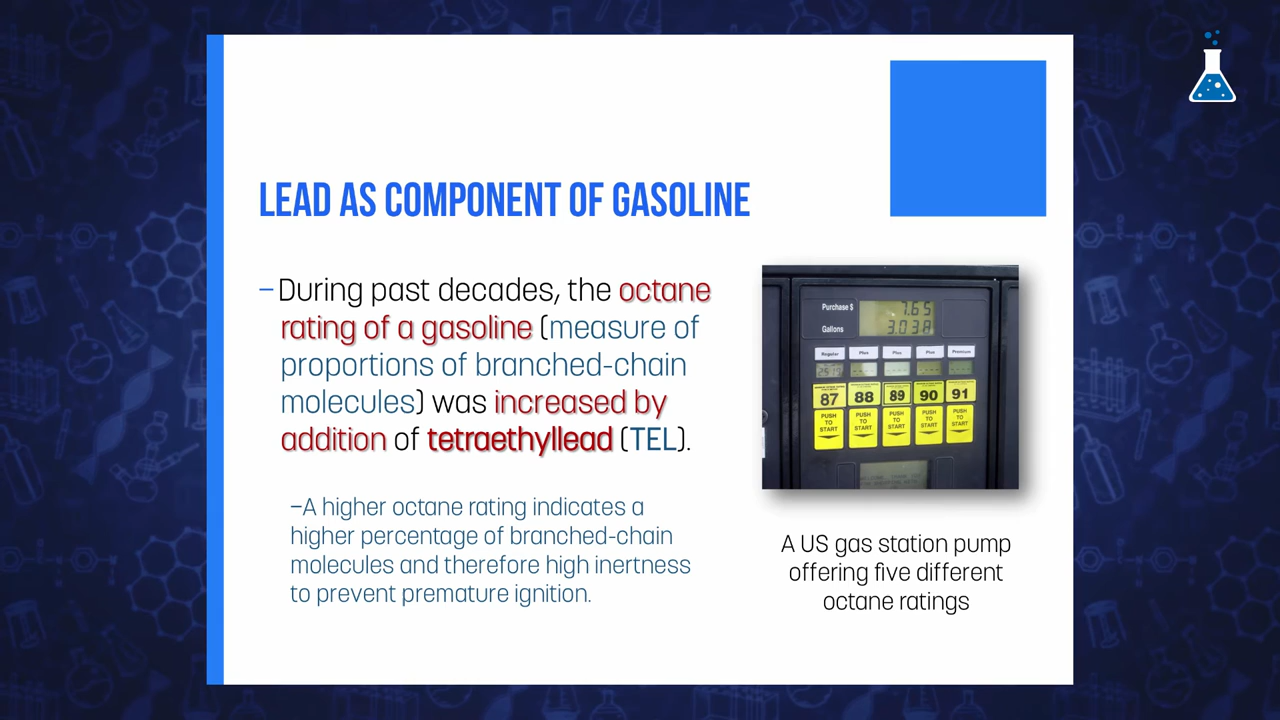 LEAD AS COMPONENT OF GASOLINE
– During past decades, the octane
rating of a gasoline (measure of
proportions of branched-chain
molecules) was increased by
addition of tetraethyllead (TEL).
–A higher octane rating indicates a
higher percentage of branched-chain
molecules and therefore high inertness
to prevent premature ignition.
Purchase $ 7.65
Gallons 3.038
Regular Plus Plus Plus Premium
87 88 89 90 91
PUSH TO START PUSH TO START PUSH TO START PUSH TO START PUSH TO START
A US gas station pump
offering five different
octane ratings